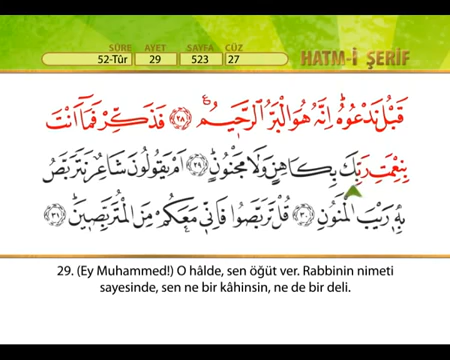 SÛRE AYET SAYFA CÜZ
52-Tûr 29 523 27
HATM-İ ŞERİF
قَبْلُ نَدْعُوهُۜ اِنَّهُ هُوَ الْبَرُّ الرَّح۪يمُ۟ ﴿٢٨﴾ فَذَكِّرْ فَمَٓا اَنْتَ
بِنِعْمَتِ رَبِّكَ بِكَاهِنٍ وَلَا مَجْنُونٍۜ ﴿٢٩﴾ اَمْ يَقُولُونَ شَاعِرٌ نَتَرَبَّصُ
بِه۪ رَيْبَ الْمَنُونِ ﴿٣٠﴾ قُلْ تَرَبَّصُوا فَاِنّ۪ي مَعَكُمْ مِنَ الْمُتَرَبِّص۪ينَۜ ﴿٣١﴾
29. (Ey Muhammed!) O hâlde, sen öğüt ver. Rabbinin nimeti
sayesinde, sen ne bir kâhinsin, ne de bir deli.